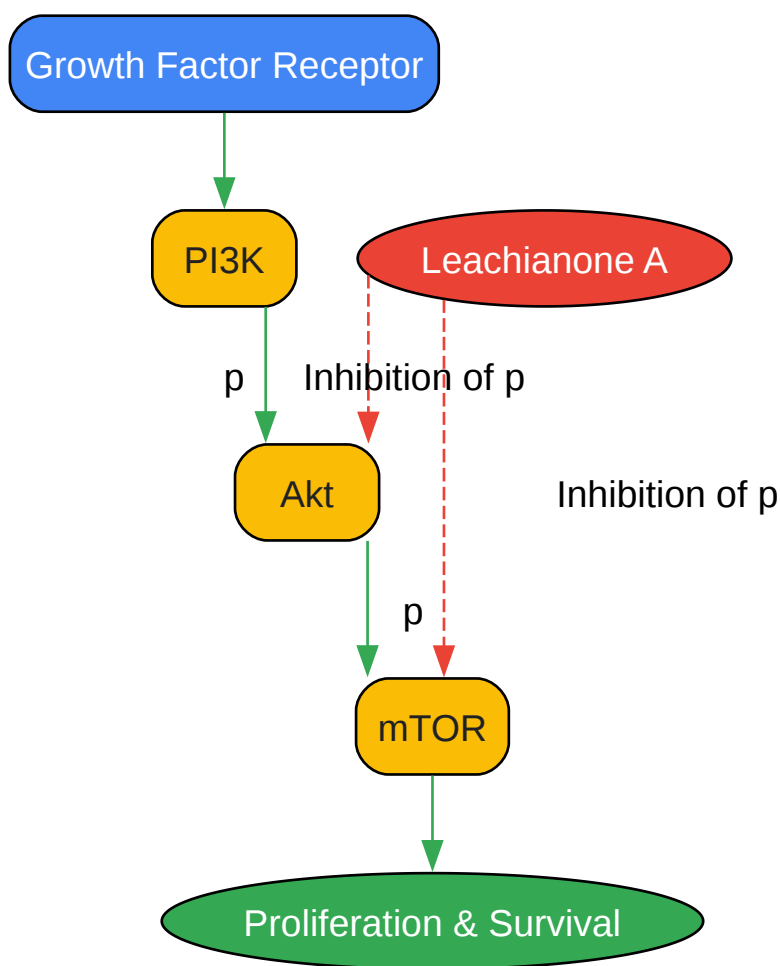 Growth Factor Receptor
PI3K
Leachianone A
p
Inhibition of p
Akt
Inhibition of p
p
mTOR
Proliferation & Survival